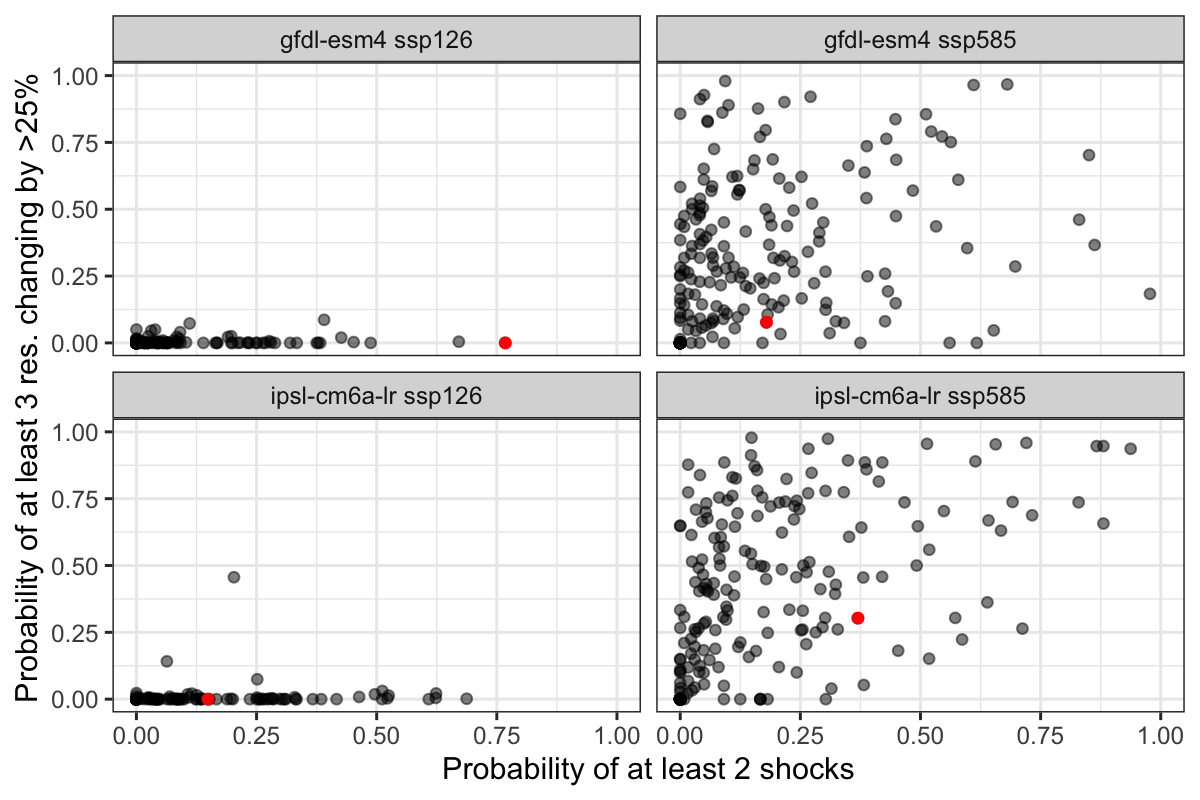 gfdl-esm4 ssp126
gfdl-esm4 ssp585
1.00
0.75
0.50
0.25
0.00
ipsl-cm6a-lr ssp126
ipsl-cm6a-lr ssp585
1.00
0.75
0.50
0.25
0.00
0.00 0.25 0.50 0.75 1.00
0.00 0.25 0.50 0.75 1.00
Probability of at least 2 shocks
Probability of at least 3 res. changing by >25%